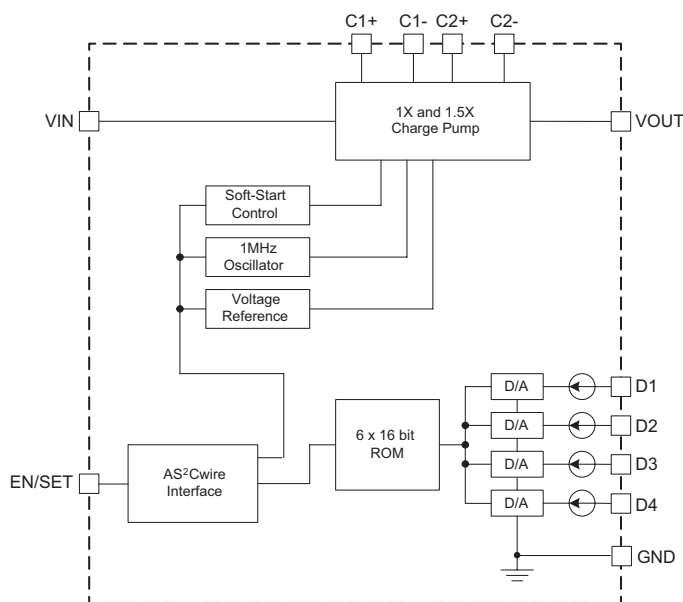 C1+ C1- C2+ C2-
VIN
1X and 1.5X
Charge Pump
VOUT
Soft-Start
Control
1MHz
Oscillator
Voltage
Reference
D/A D1
D/A D2
D/A D3
D/A D4
6 x 16 bit
ROM
EN/SET
AS²Cwire
Interface
GND